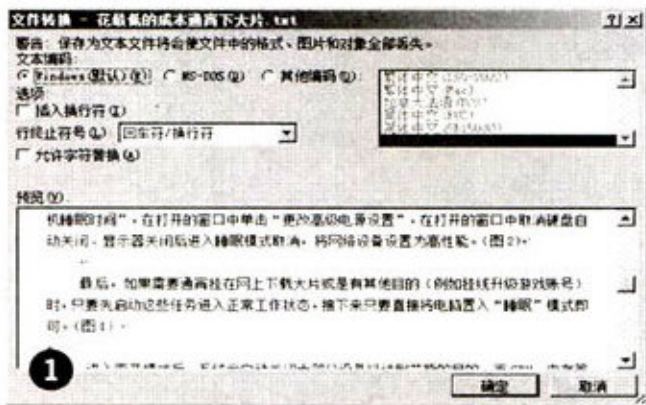 文件转换 - 花最低的成本通宵下大片.txt
警告: 保存为文本文件将会使文件中的格式、图片和对象全部丢失。
文本编码:
Windows(默认)(W) MS-DOS(D) 其他编码(O):
选项
插入换行符(I)
行终止符号(L) 回车符/换行符
允许字符替换(A)
预览(V)
机睡眠时间”，在打开的窗口中单击“更改高级电源设置”，在打开的窗口中取消硬盘自
动关闭、显示器关闭后进入睡眠模式取消，将网络设备设置为高性能。(图2)
最后，如果需要通宵挂在网上下载大片或是有其他目的(例如挂线升级游戏账号)
时，只要先启动这些任务进入正常工作状态，接下来只要直接将电脑置入“睡眠”模式即
可。(图1)
1
确定 取消